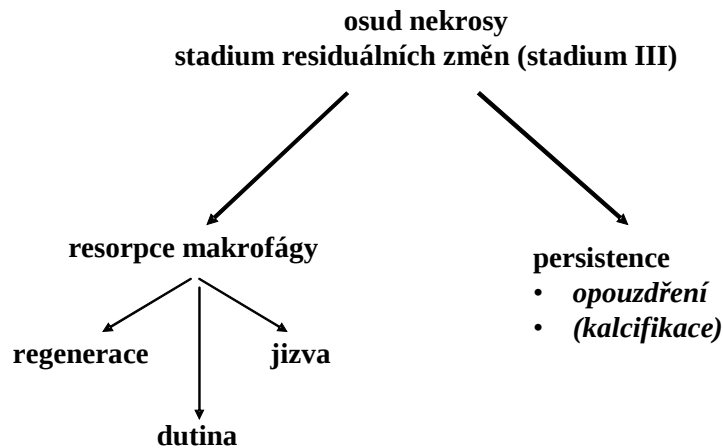 osud nekrosy
stadium residuálních změn (stadium III)
resorpce makrofágy
persistence
• opouzdření
• (kalcifikace)
regenerace
jizva
dutina